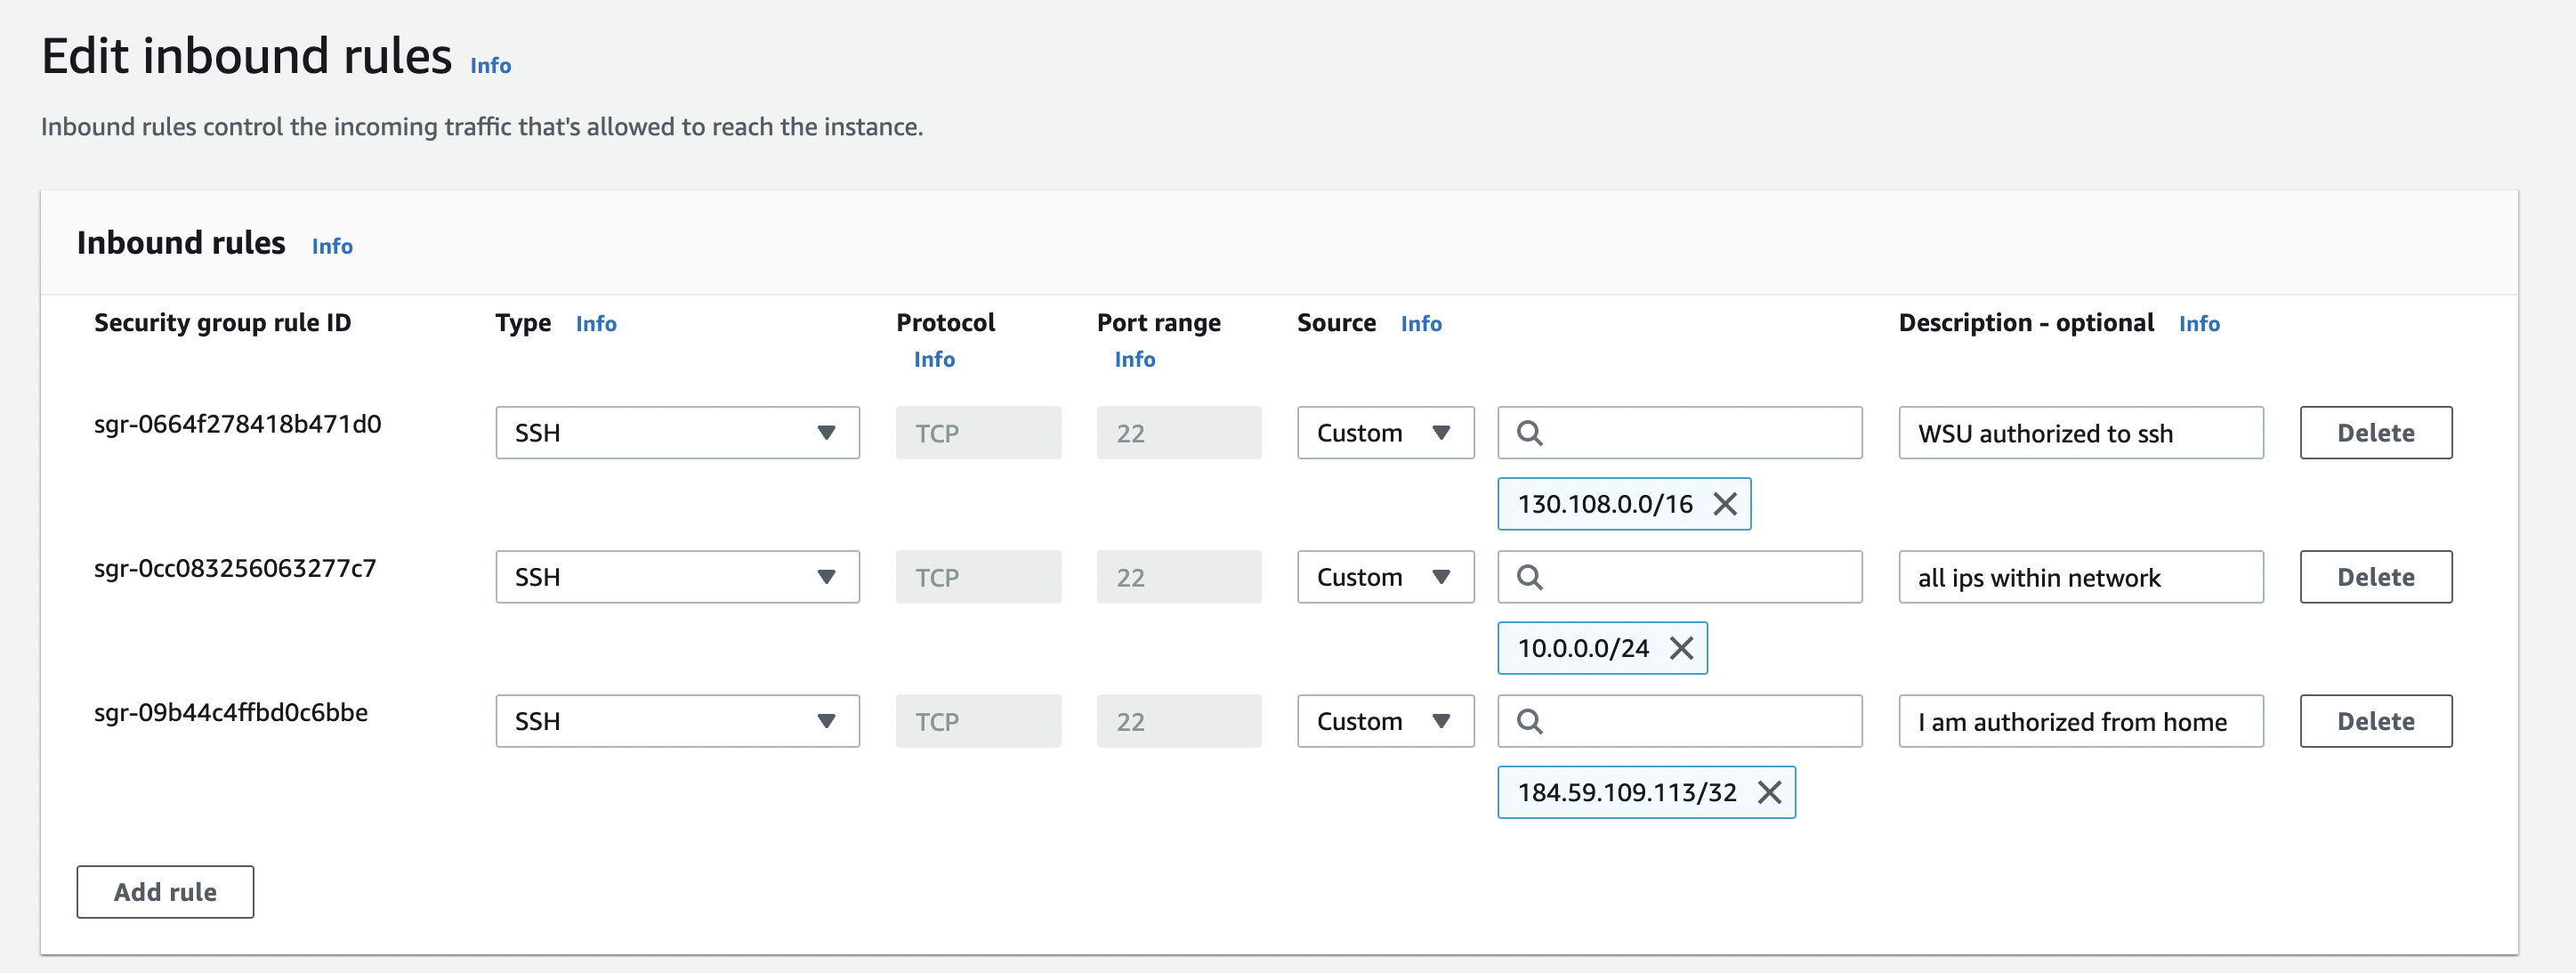 Edit inbound rules Info
Inbound rules control the incoming traffic that's allowed to reach the instance.
Inbound rules Info
Security group rule ID Type Info Protocol Info Port range Info Source Info Description - optional Info
sgr-0664f278418b471d0 SSH TCP 22 Custom WSU authorized to ssh Delete
130.108.0.0/16
sgr-0cc083256063277c7 SSH TCP 22 Custom all ips within network Delete
10.0.0.0/24
sgr-09b44c4ffbd0c6bbe SSH TCP 22 Custom I am authorized from home Delete
184.59.109.113/32
Add rule